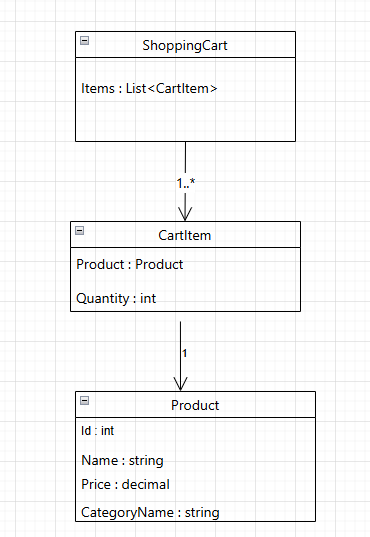 ShoppingCart
Items : List<CartItem>
1..*
CartItem
Product : Product
Quantity : int
1
Product
Id : int
Name : string
Price : decimal
CategoryName : string